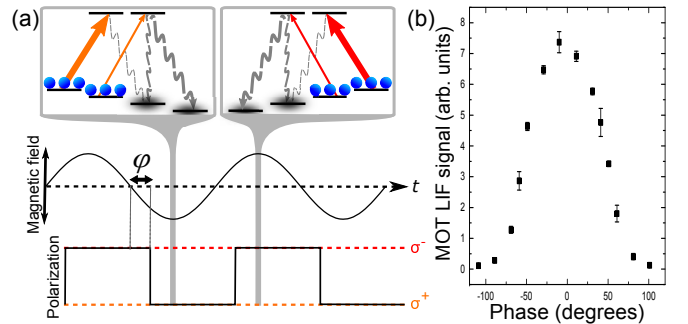 (a)
φ
t
Magnetic field
Polarization
σ-
σ+
(b)
MOT LIF signal (arb. units)
8
7
6
5
4
3
2
1
0
-100 -50 0 50 100
Phase (degrees)